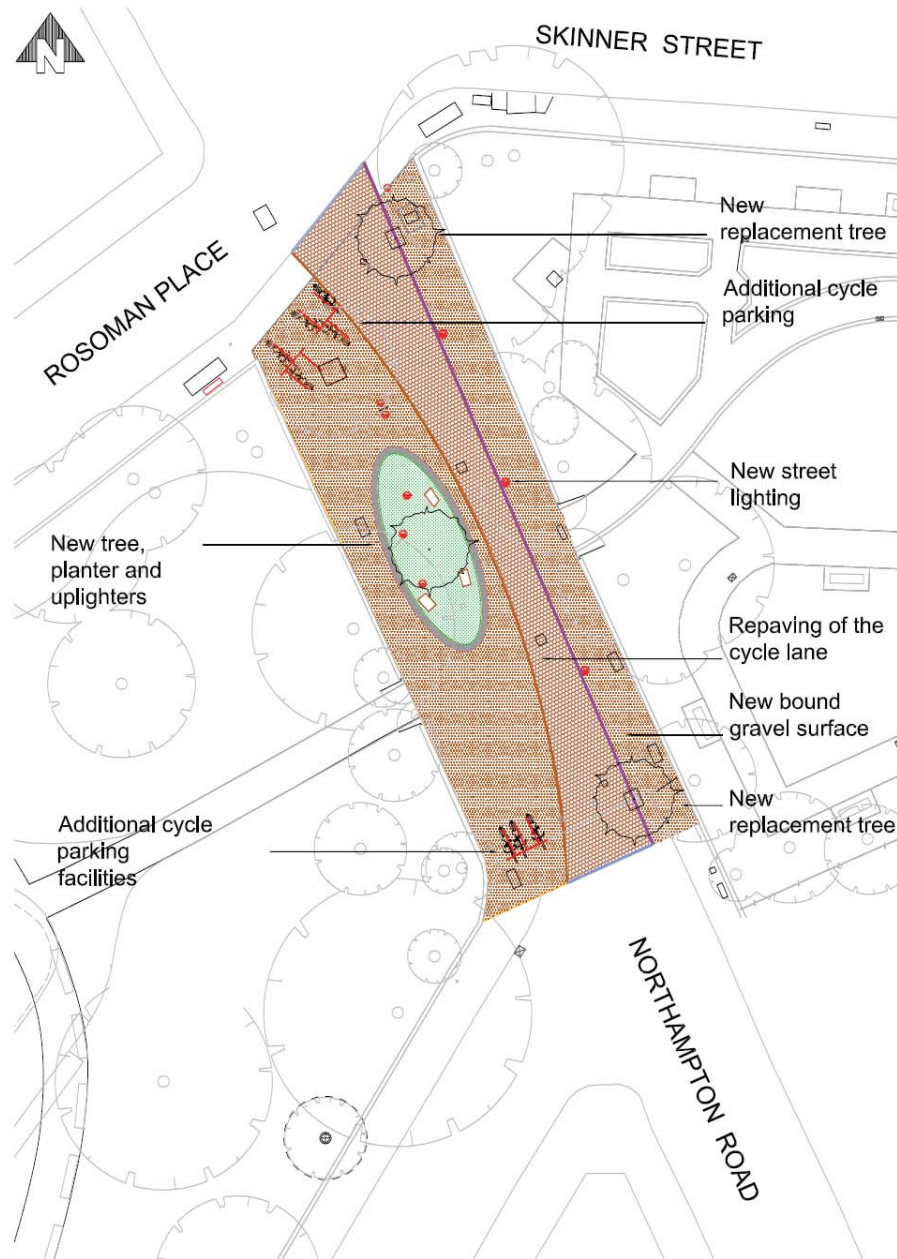 N
SKINNER STREET
ROSOMAN PLACE
New
replacement tree
Additional cycle
parking
New street
lighting
New tree,
planter and
uplighters
Repaving of the
cycle lane
New bound
gravel surface
New
replacement tree
Additional cycle
parking
facilities
NORTHAMPTON ROAD